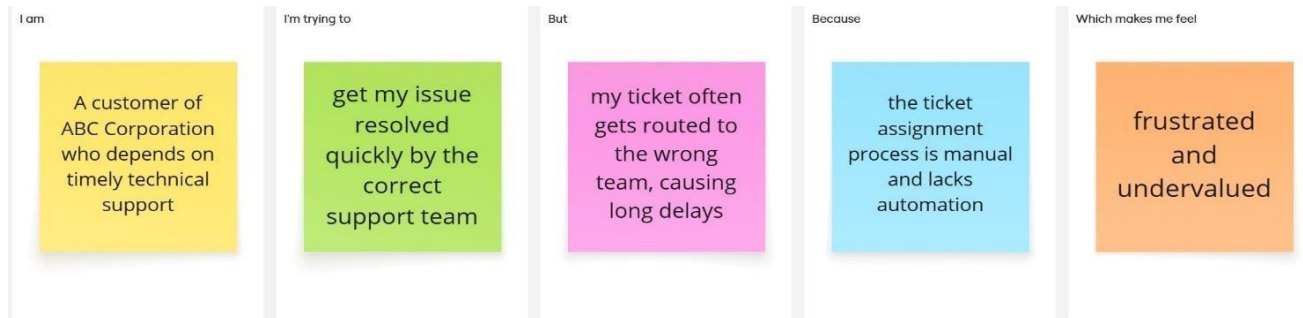 I am
A customer of
ABC Corporation
who depends on
timely technical
support
I'm trying to
get my issue
resolved
quickly by the
correct
support team
But
my ticket often
gets routed to
the wrong
team, causing
long delays
Because
the ticket
assignment
process is manual
and lacks
automation
Which makes me feel
frustrated
and
undervalued